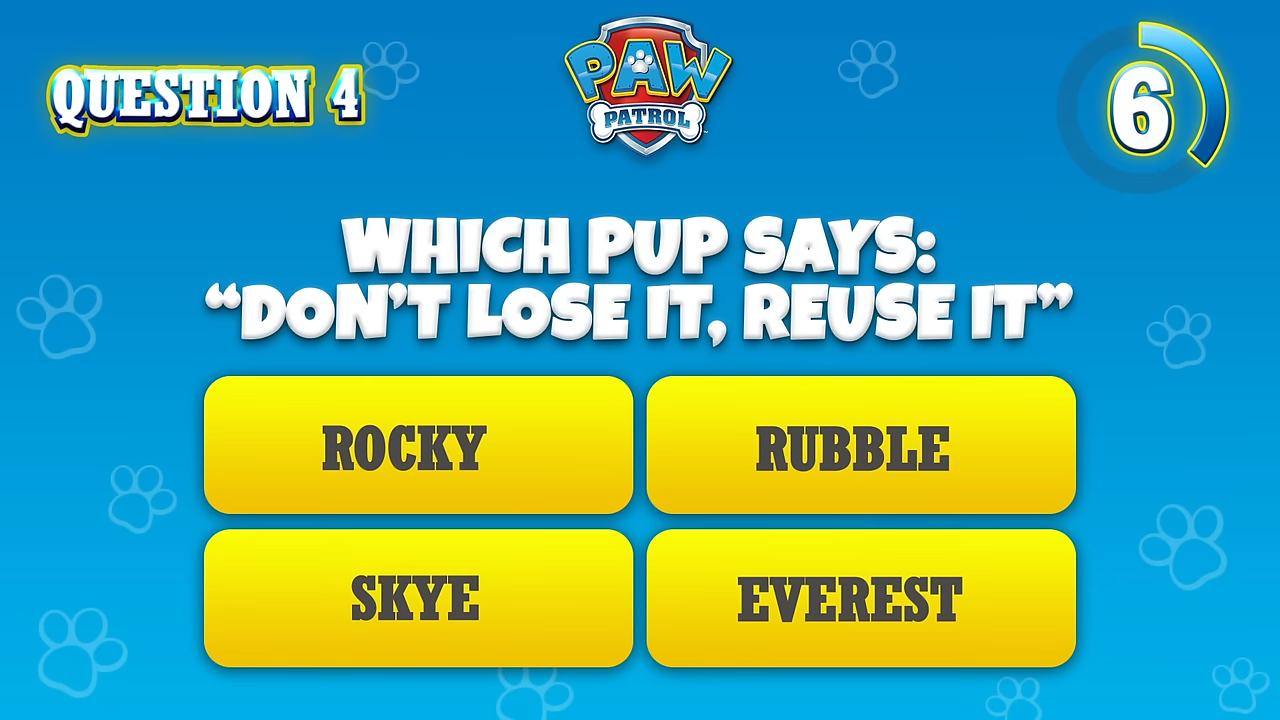 QUESTION 4
PAW
PATROL
6
WHICH PUP SAYS:
“DON’T LOSE IT, REUSE IT”
ROCKY
RUBBLE
SKYE
EVEREST